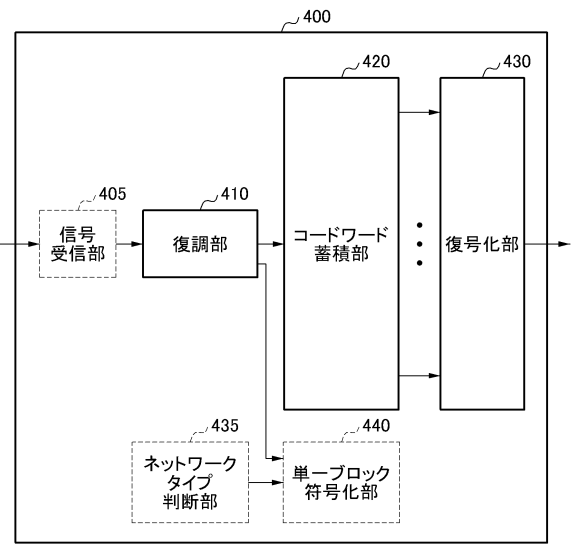 400
420
430
405
410
信号
受信部
復調部
コードワード
蓄積部
復号化部
435
440
ネットワーク
タイプ
判断部
単一ブロック
符号化部